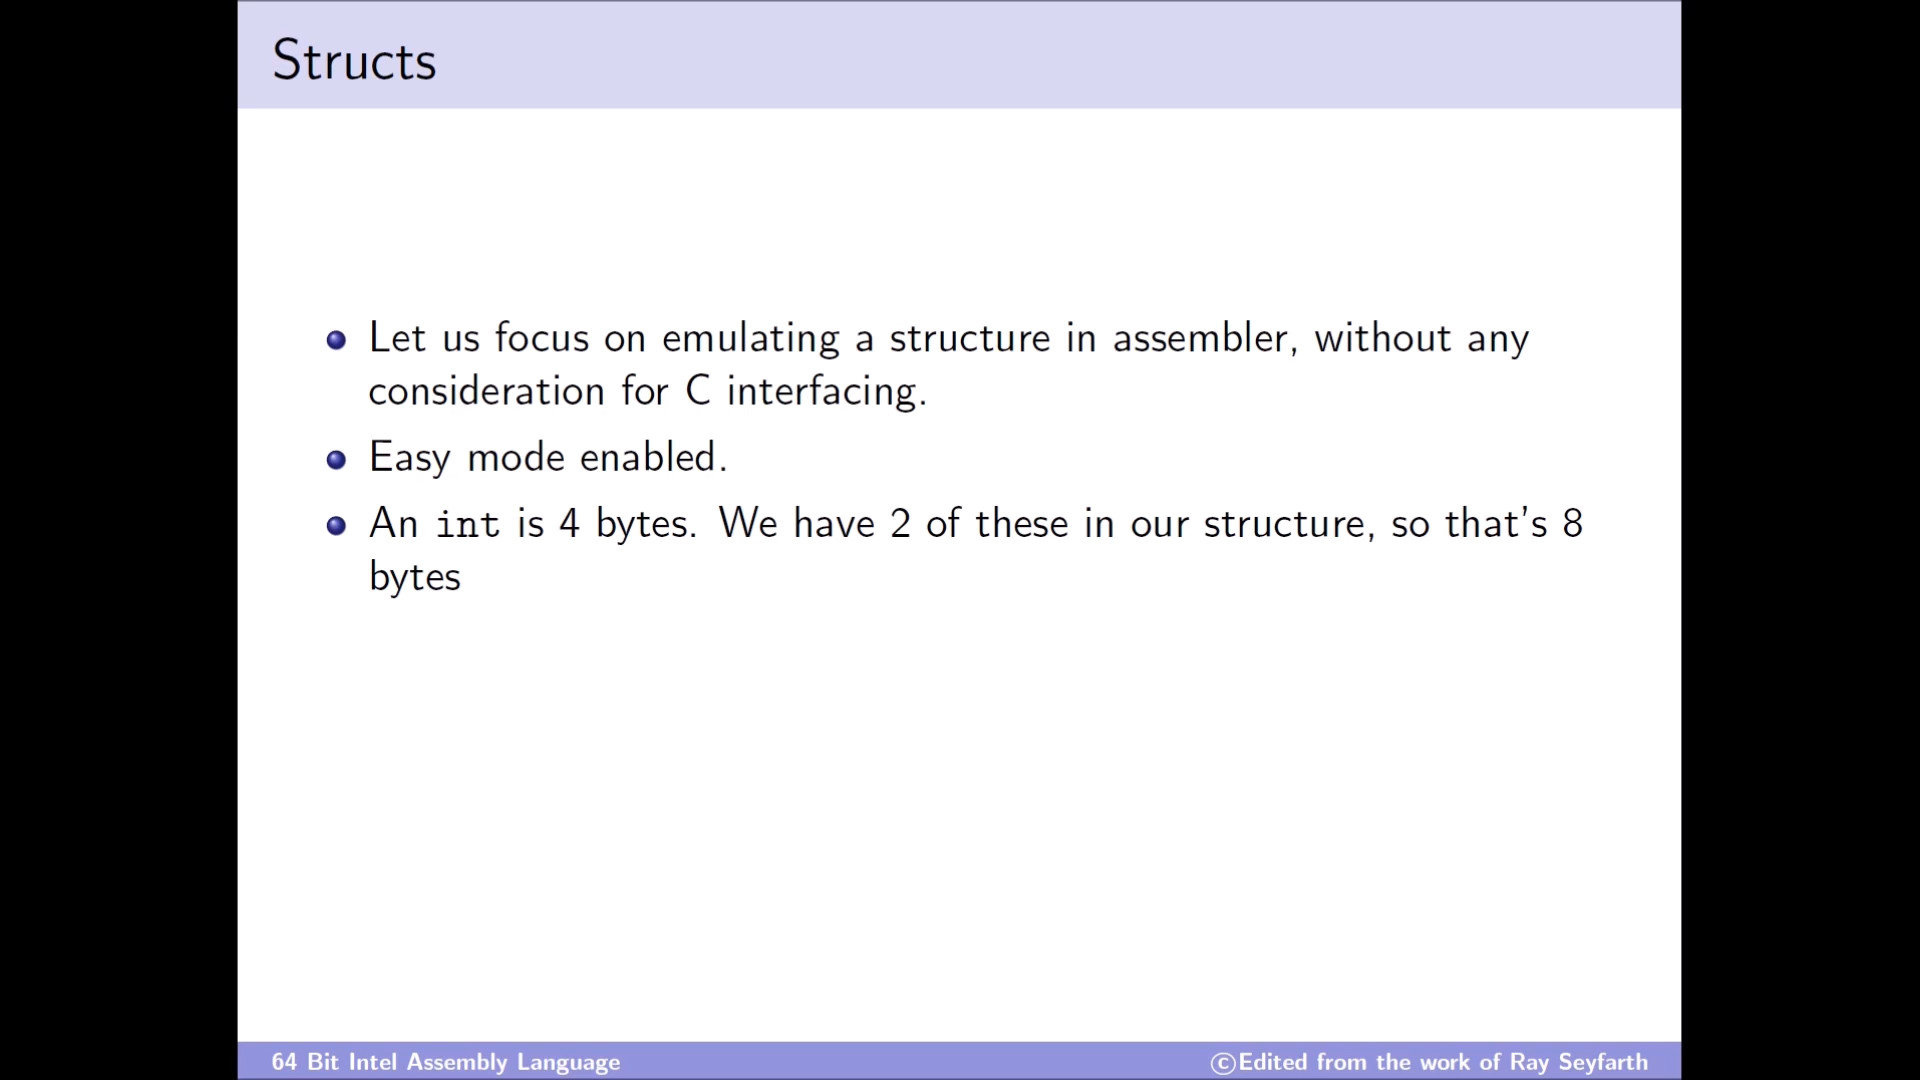 Structs
Let us focus on emulating a structure in assembler, without any
consideration for C interfacing.
Easy mode enabled.
An int is 4 bytes. We have 2 of these in our structure, so that's 8
bytes
64 Bit Intel Assembly Language
©Edited from the work of Ray Seyfarth